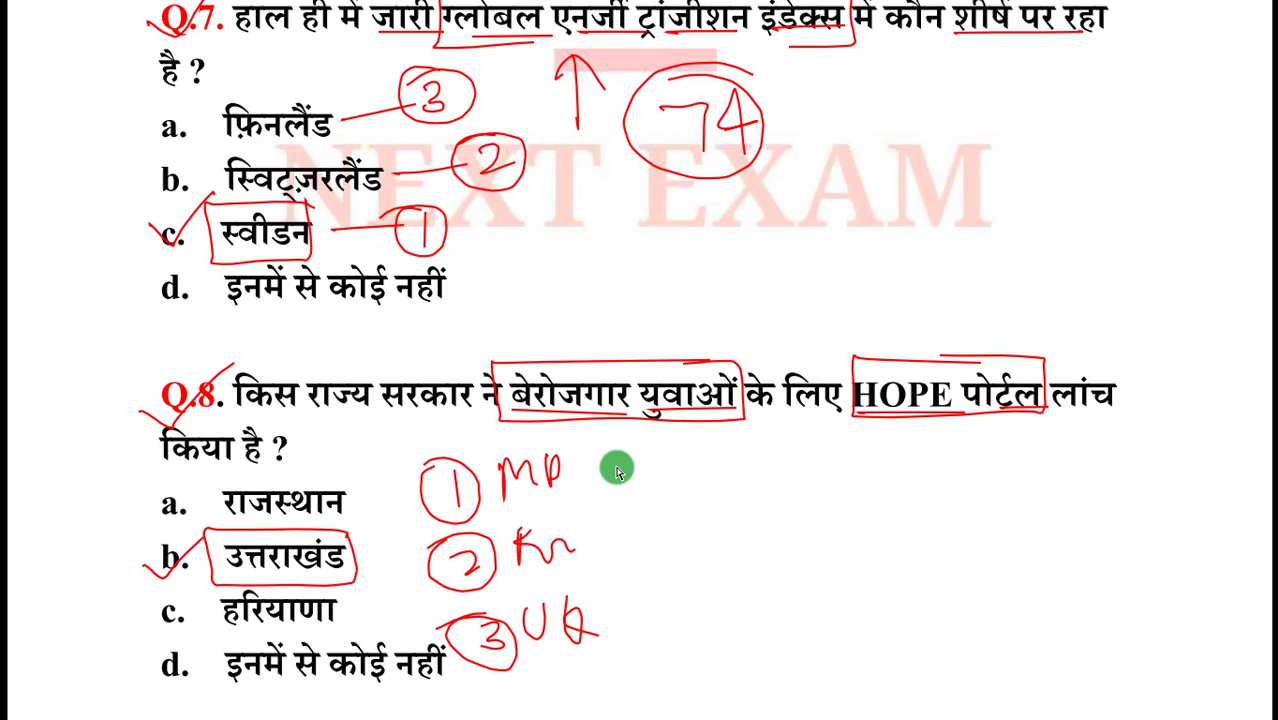 Q.7. हाल ही में जारी ग्लोबल एनर्जी ट्रांजीशन इंडेक्स में कौन शीर्ष पर रहा
है ?
74
a. फ़िनलैंड 3
b. स्विट्ज़रलैंड 2
NEXT EXAM
c. स्वीडन 1
d. इनमें से कोई नहीं
Q.8. किस राज्य सरकार ने बेरोजगार युवाओं के लिए HOPE पोर्टल लांच
किया है ?
1 MP
a. राजस्थान
b. उत्तराखंड 2
c. हरियाणा
3 UK
d. इनमें से कोई नहीं